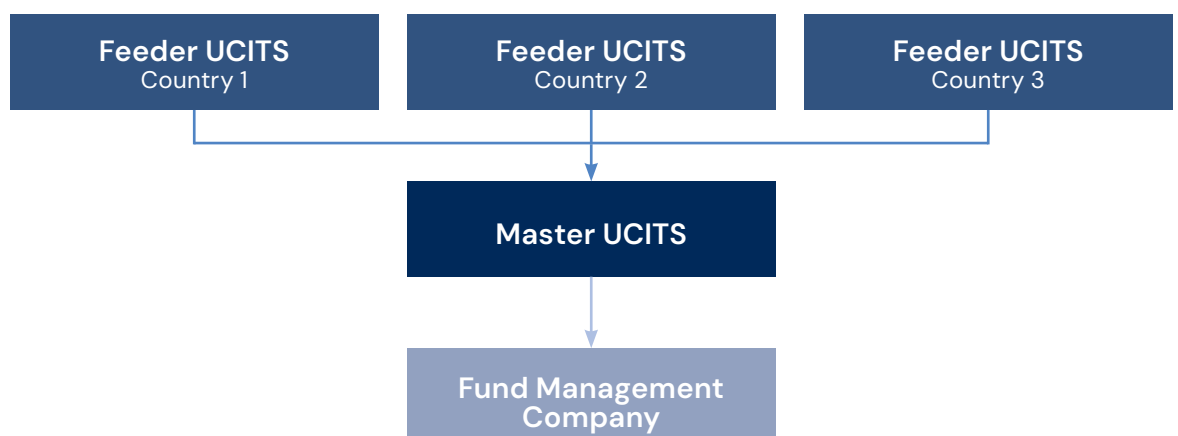 Feeder UCITS
Country 1
Feeder UCITS
Country 2
Feeder UCITS
Country 3
Master UCITS
Fund Management
Company